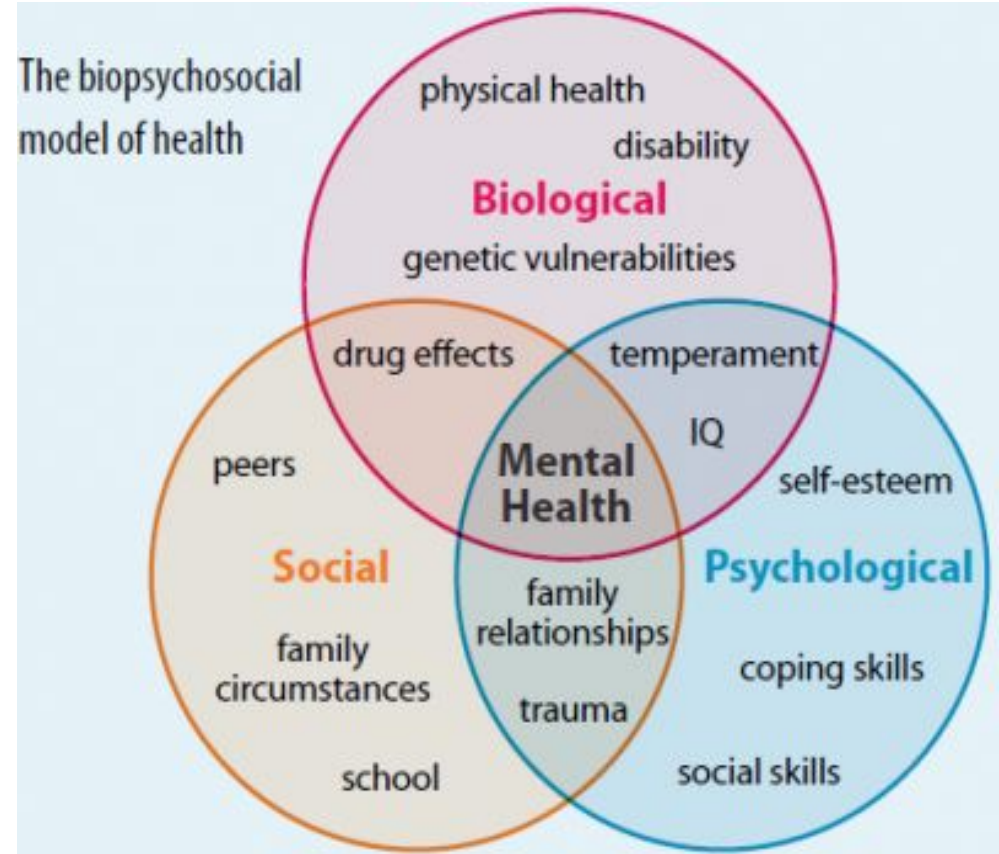 The biopsychosocial
model of health
physical health
disability
Biological
genetic vulnerabilities
drug effects
temperament
IQ
peers
Mental
Health
self-esteem
Social
Psychological
family
relationships
family
circumstances
coping skills
trauma
school
social skills